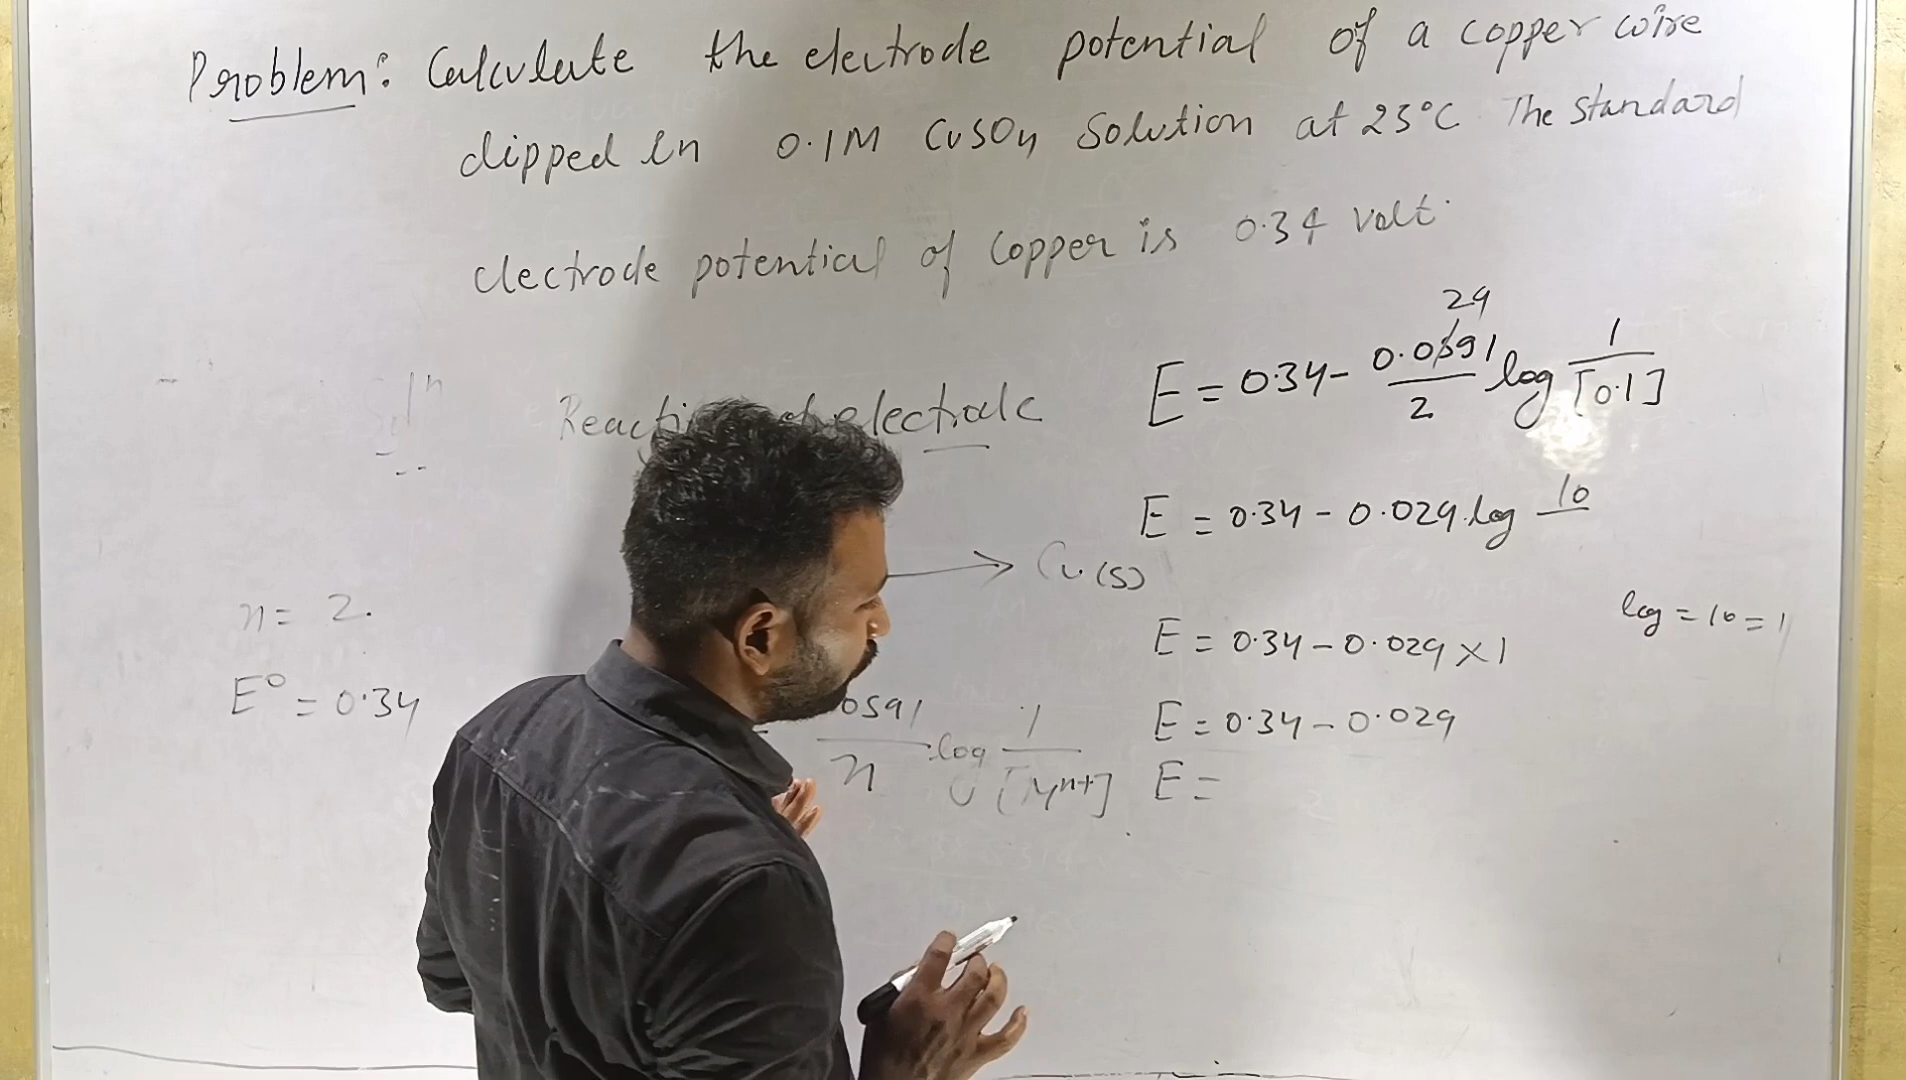 Problem: Calculate the electrode potential of a copper wire
dipped in 0.1M CuSO4 Solution at 25°C The standard
electrode potential of Copper is 0.34 volt.
electrode
→ Cu(s)
n = 2.
E° = 0.34
0591/n log 1/[Mn+]
29
E = 0.34 - 0.0591/2 log 1/[0.1]
E = 0.34 - 0.029 log 10
log = 10 = 1
E = 0.34 - 0.029 × 1
E = 0.34 - 0.029
E =